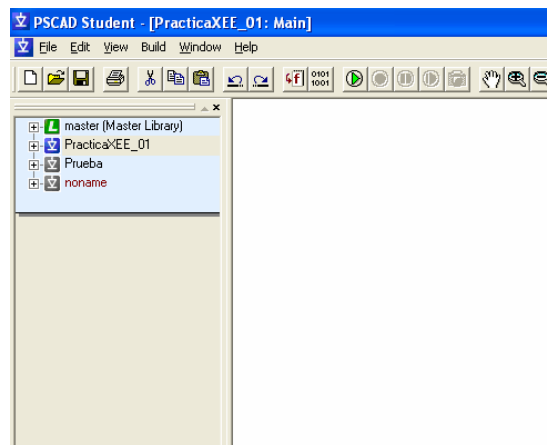 PSCAD Student - [PracticaXEE_01: Main]
File Edit View Build Window Help
f 0101
1001
L master (Master Library)
PracticaXEE_01
Prueba
noname